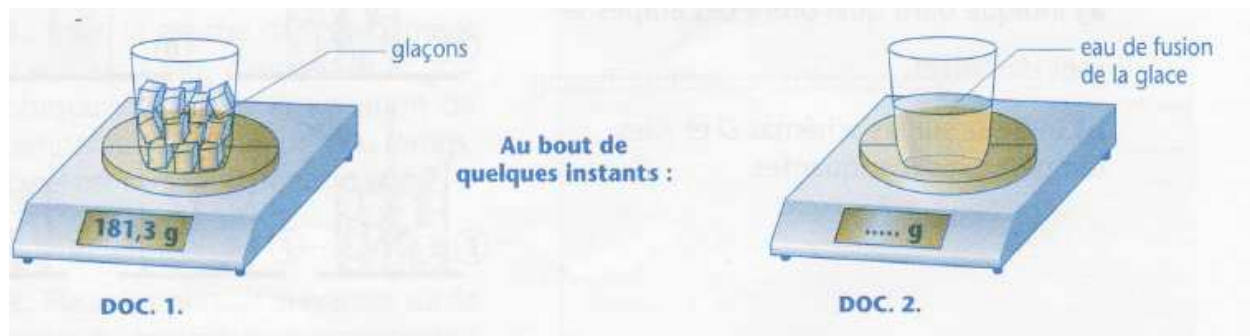 glaçons
eau de fusion
de la glace
Au bout de
quelques instants :
181,3 g
..... g
DOC. 1.
DOC. 2.